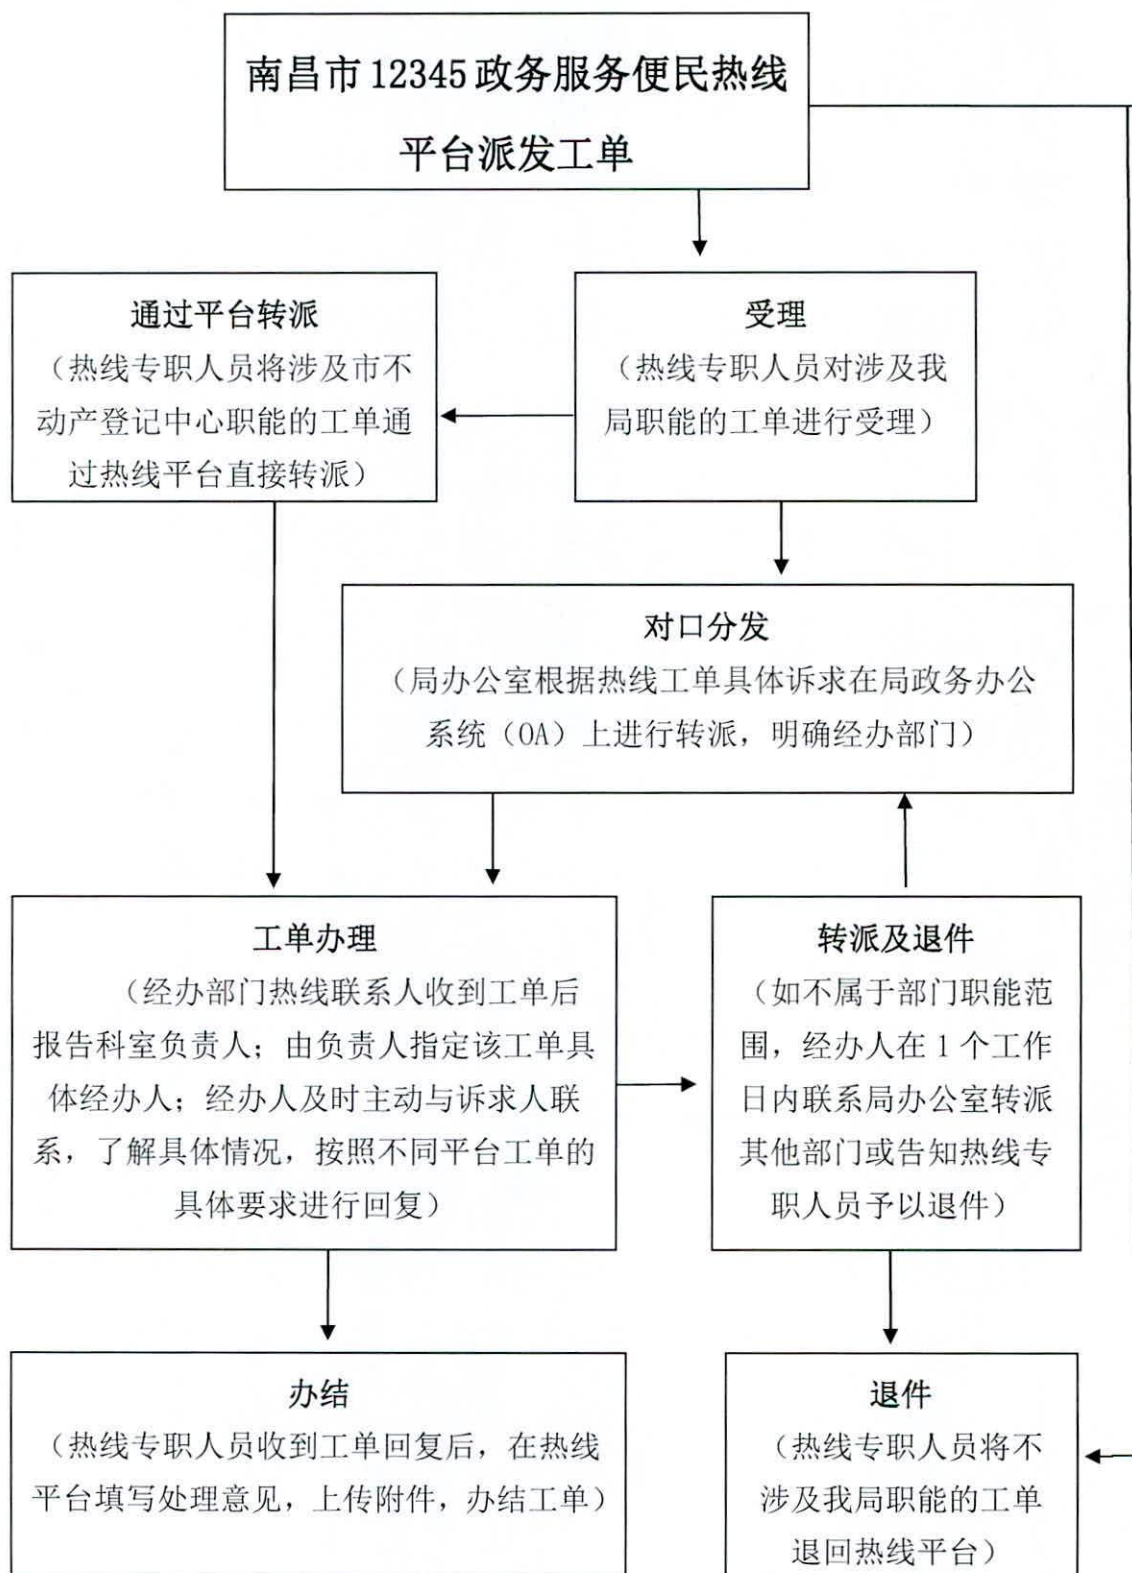 南昌市12345政务服务便民热线
平台派发工单
通过平台转派
（热线专职人员将涉及市不
动产登记中心职能的工单通
过热线平台直接转派）
受理
（热线专职人员对涉及我
局职能的工单进行受理）
对口分发
（局办公室根据热线工单具体诉求在局政务办公
系统（OA）上进行转派，明确经办部门）
工单办理
（经办部门热线联系人收到工单后
报告科室负责人；由负责人指定该工单具
体经办人；经办人及时主动与诉求人联
系，了解具体情况，按照不同平台工单的
具体要求进行回复）
转派及退件
（如不属于部门职能范
围，经办人在1个工作
日内联系局办公室转派
其他部门或告知热线专
职人员予以退件）
办结
（热线专职人员收到工单回复后，在热线
平台填写处理意见，上传附件，办结工单）
退件
（热线专职人员将不
涉及我局职能的工单
退回热线平台）